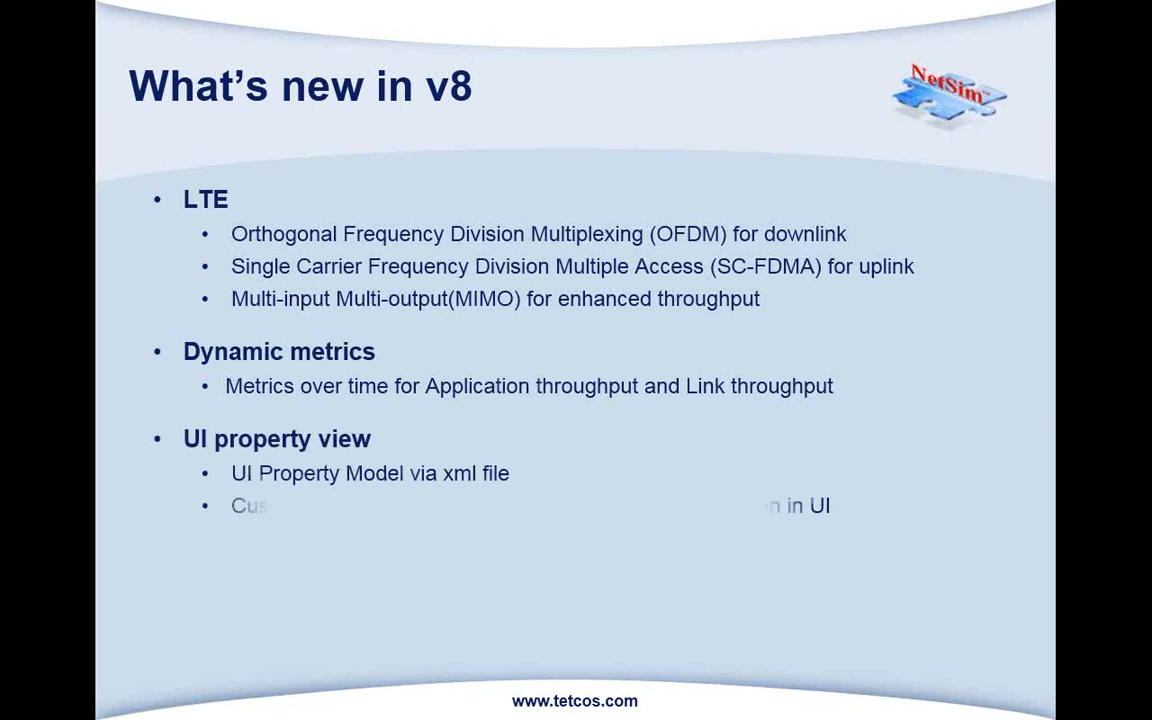 What's new in v8
NetSim™
• LTE
• Orthogonal Frequency Division Multiplexing (OFDM) for downlink
• Single Carrier Frequency Division Multiple Access (SC-FDMA) for uplink
• Multi-input Multi-output(MIMO) for enhanced throughput
• Dynamic metrics
• Metrics over time for Application throughput and Link throughput
• UI property view
• UI Property Model via xml file
• in UI
www.tetcos.com